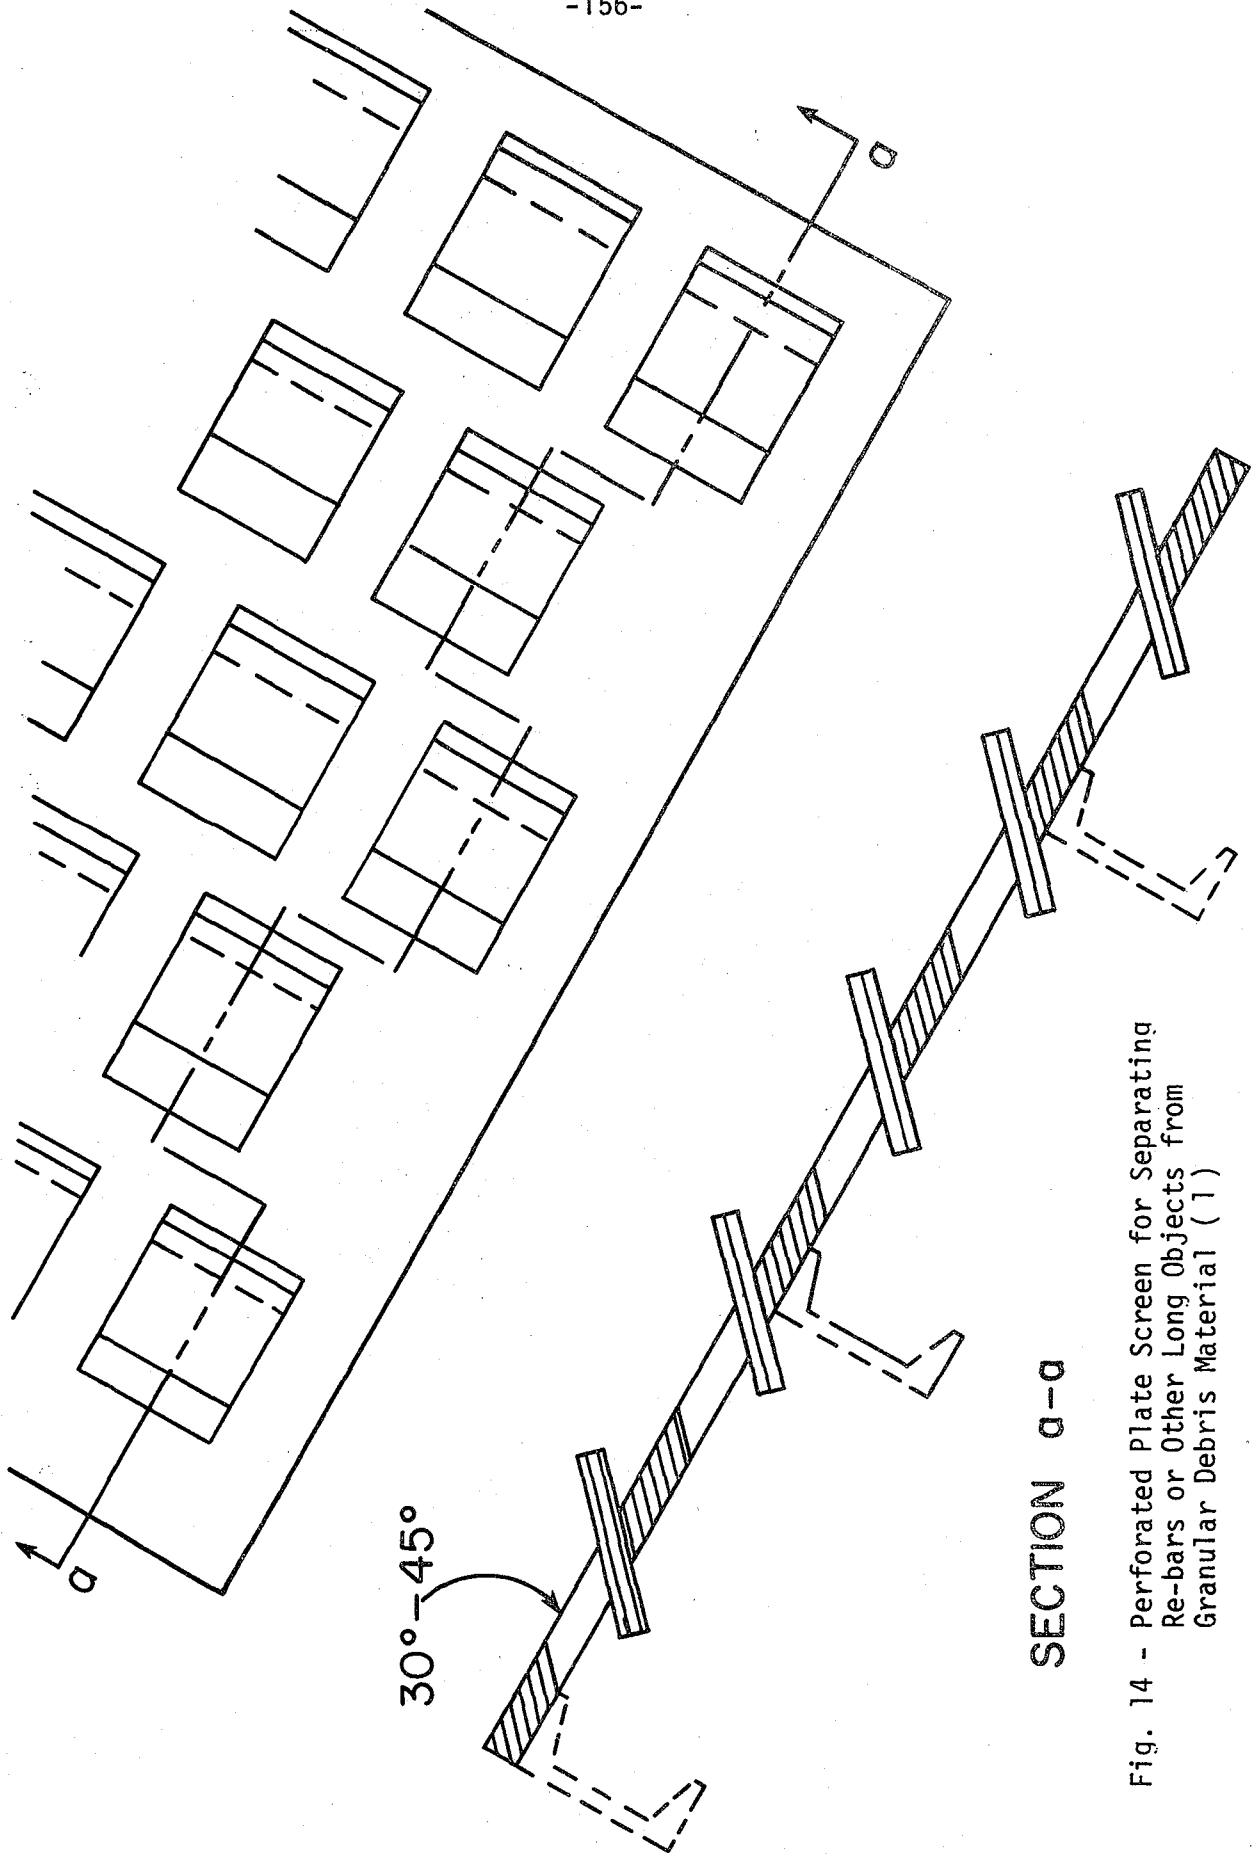 -156-
a
a
30°-45°
SECTION a-a
Fig. 14 - Perforated Plate Screen for Separating
Re-bars or Other Long Objects from
Granular Debris Material (1)